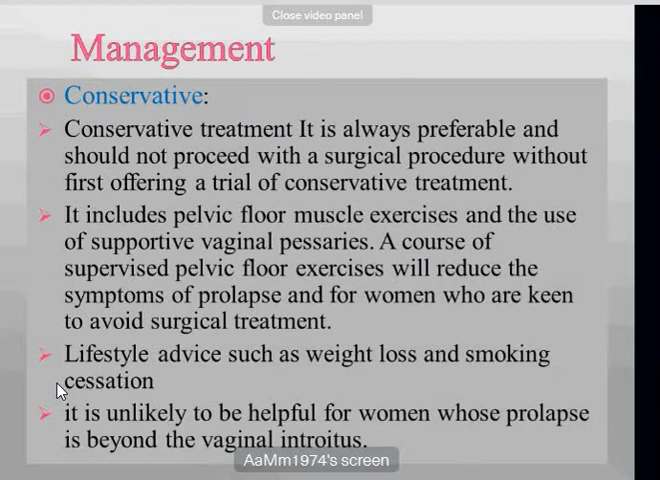 Close video panel
Management
Conservative:
Conservative treatment It is always preferable and
should not proceed with a surgical procedure without
first offering a trial of conservative treatment.
It includes pelvic floor muscle exercises and the use
of supportive vaginal pessaries. A course of
supervised pelvic floor exercises will reduce the
symptoms of prolapse and for women who are keen
to avoid surgical treatment.
Lifestyle advice such as weight loss and smoking
cessation
it is unlikely to be helpful for women whose prolapse
is beyond the vaginal introitus.
AaMm1974's screen